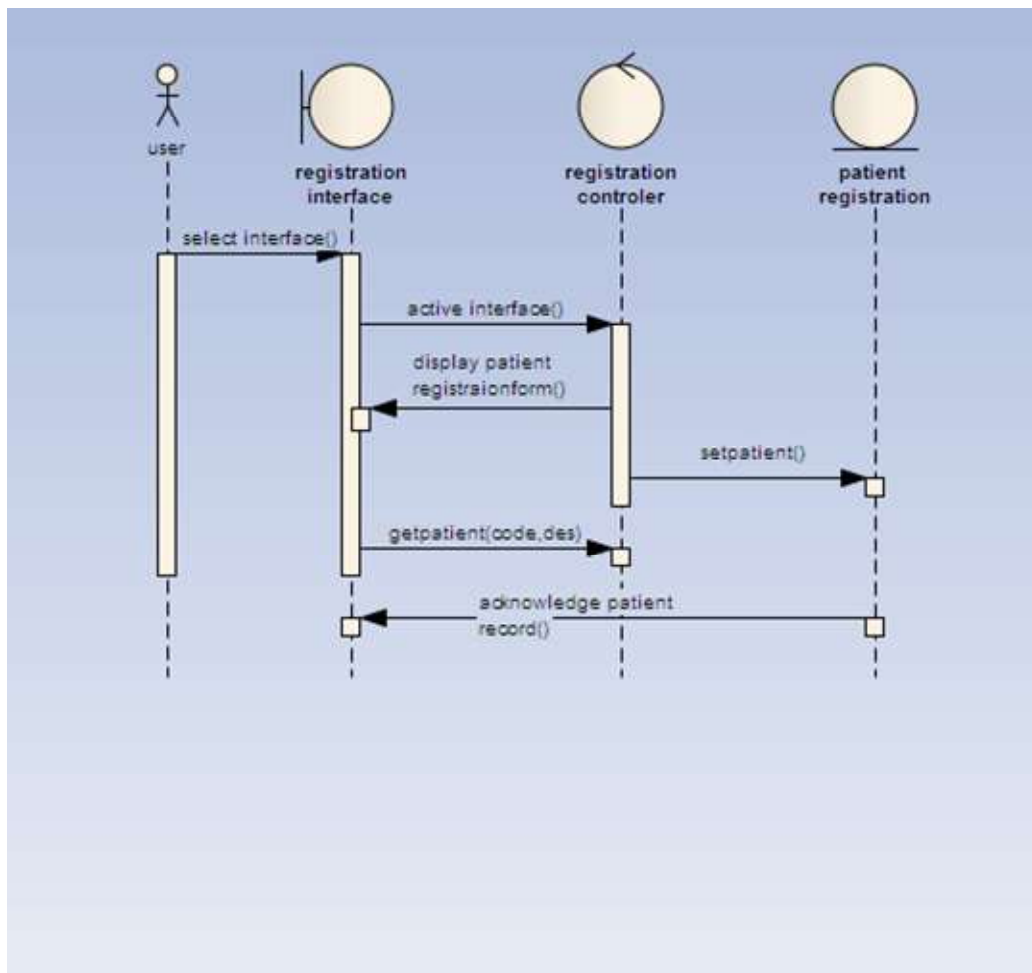 user
registration
interface
registration
controler
patient
registration
select interface()
active interface()
display patient
registraionform()
setpatient()
getpatient(code,des)
acknowledge patient
record()